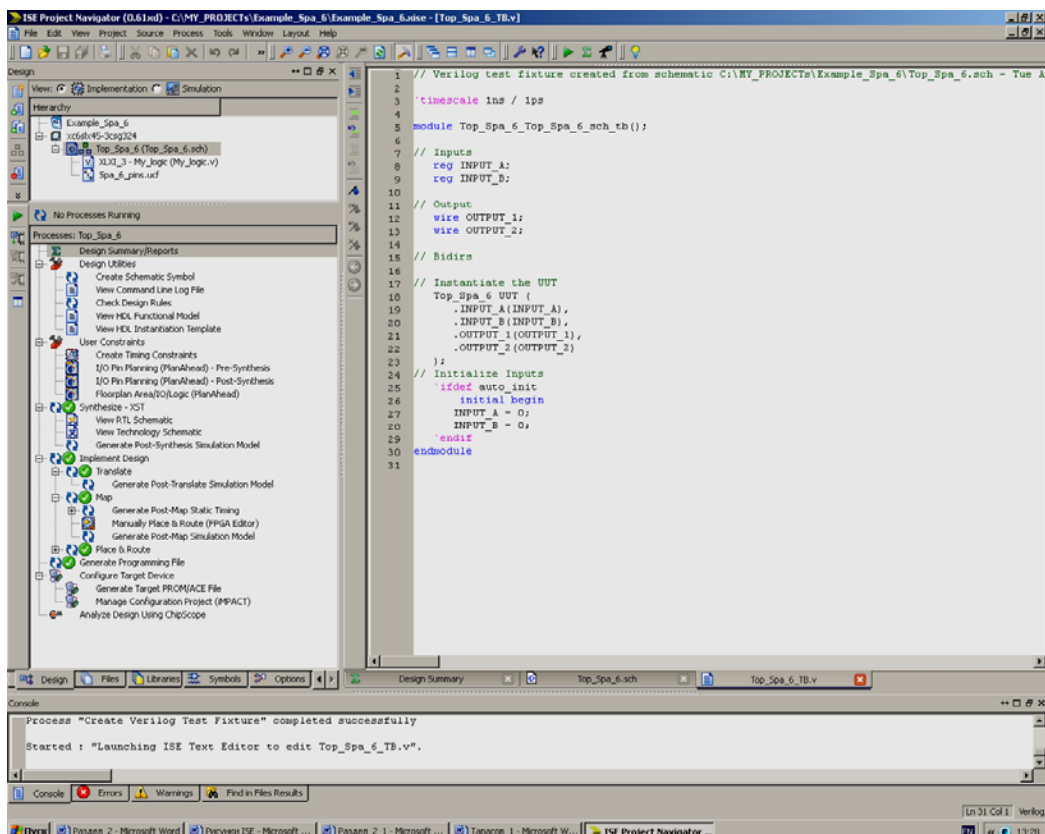 ISE Project Navigator (0.61xd) - C:\MY_PROJECTs\Example_Spa_6\Example_Spa_6.xise - [Top_Spa_6_TB.v]
File Edit View Project Source Process Tools Window Layout Help
Design
View: Implementation Simulation
Hierarchy
Example_Spa_6
xc6slx45-3csg324
Top_Spa_6 (Top_Spa_6.sch)
XLXI_3 - My_logic (My_logic.v)
Spa_6_pins.ucf
No Processes Running
Processes: Top_Spa_6
Design Summary/Reports
Design Utilities
Create Schematic Symbol
View Command Line Log File
Check Design Rules
View HDL Functional Model
View HDL Instantiation Template
User Constraints
Create Timing Constraints
I/O Pin Planning (PlanAhead) - Pre-Synthesis
I/O Pin Planning (PlanAhead) - Post-Synthesis
Floorplan Area/IO/Logic (PlanAhead)
Synthesize - XST
View RTL Schematic
View Technology Schematic
Generate Post-Synthesis Simulation Model
Implement Design
Translate
Generate Post-Translate Simulation Model
Map
Generate Post-Map Static Timing
Manually Place & Route (FPGA Editor)
Generate Post-Map Simulation Model
Place & Route
Generate Programming File
Configure Target Device
Generate Target PROM/ACE File
Manage Configuration Project (iMPACT)
Analyze Design Using ChipScope
Design Files Libraries Symbols Options
1 // Verilog test fixture created from schematic C:\MY_PROJECTs\Example_Spa_6\Top_Spa_6.sch - Tue A
2
3 `timescale 1ns / 1ps
4
5 module Top_Spa_6_Top_Spa_6_sch_tb();
6
7 // Inputs
8 reg INPUT_A;
9 reg INPUT_B;
10
11 // Output
12 wire OUTPUT_1;
13 wire OUTPUT_2;
14
15 // Bidirs
16
17 // Instantiate the UUT
18 Top_Spa_6 UUT (
19 .INPUT_A(INPUT_A),
20 .INPUT_B(INPUT_B),
21 .OUTPUT_1(OUTPUT_1),
22 .OUTPUT_2(OUTPUT_2)
23 );
24 // Initialize Inputs
25 `ifdef auto_init
26 initial begin
27 INPUT_A = 0;
28 INPUT_B = 0;
29 `endif
30 endmodule
31
Design Summary Top_Spa_6.sch Top_Spa_6_TB.v
Console
Process "Create Verilog Test Fixture" completed successfully
Started : "Launching ISE Text Editor to edit Top_Spa_6_TB.v".
Console Errors Warnings Find in Files Results
Ln 31 Col 1 Verilog
Пуск Раздел_2 - Microsoft Word Рисунки ISE - Microsoft ... Раздел_2_1 - Microsoft ... Тарасов_1 - Microsoft W... ISE Project Navigator ... EN 13:28